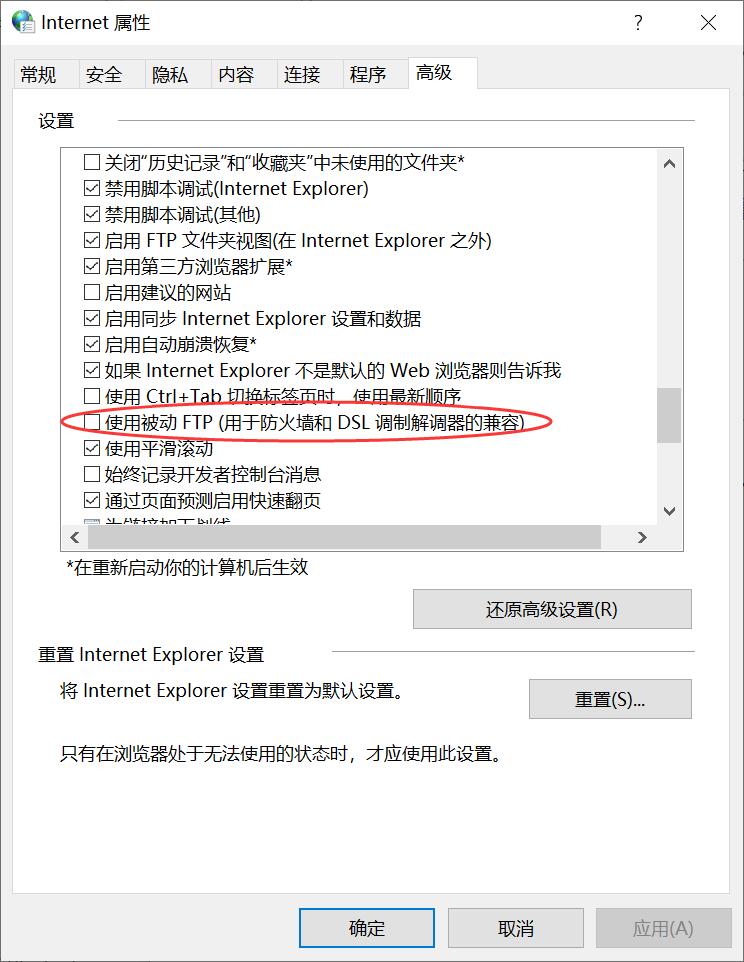 Internet 属性
?
常规 安全 隐私 内容 连接 程序 高级
设置
关闭“历史记录”和“收藏夹”中未使用的文件夹*
禁用脚本调试(Internet Explorer)
禁用脚本调试(其他)
启用 FTP 文件夹视图(在 Internet Explorer 之外)
启用第三方浏览器扩展*
启用建议的网站
启用同步 Internet Explorer 设置和数据
启用自动崩溃恢复*
如果 Internet Explorer 不是默认的 Web 浏览器则告诉我
使用 Ctrl+Tab 切换标签页时，使用最新顺序
使用被动 FTP (用于防火墙和 DSL 调制解调器的兼容)
使用平滑滚动
始终记录开发者控制台消息
通过页面预测启用快速翻页
*在重新启动你的计算机后生效
还原高级设置(R)
重置 Internet Explorer 设置
将 Internet Explorer 设置重置为默认设置。
重置(S)...
只有在浏览器处于无法使用的状态时，才应使用此设置。
确定 取消 应用(A)